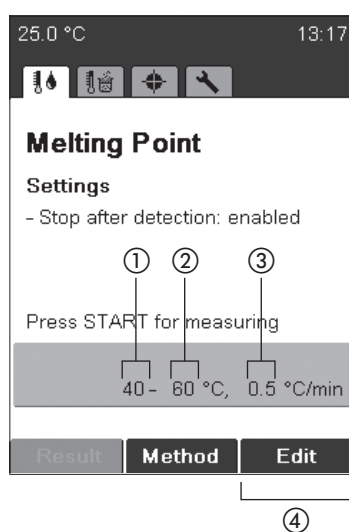 25.0 °C 13:17
Melting Point
Settings
- Stop after detection: enabled
① ② ③
Press START for measuring
40 - 60 °C, 0.5 °C/min
Result Method Edit
④